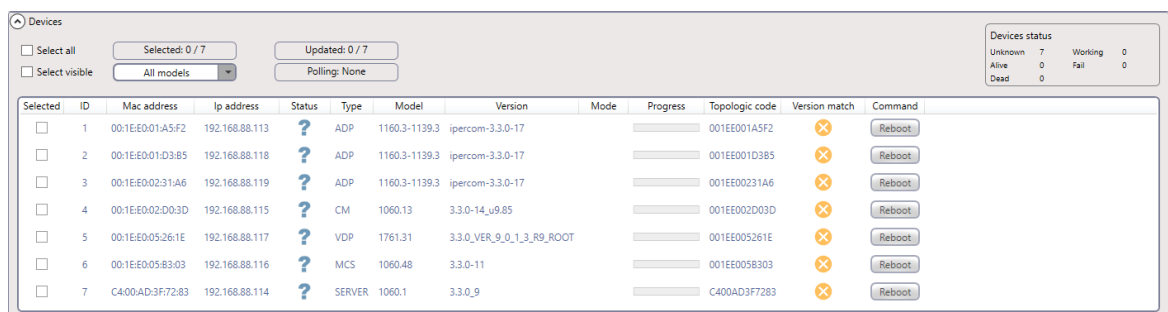 Devices
Select all Selected: 0 / 7 Updated: 0 / 7
Select visible All models Polling: None
Devices status
Unknown 7 Working 0
Alive 0 Fail 0
Dead 0
Selected ID Mac address Ip address Status Type Model Version Mode Progress Topologic code Version match Command
1 00:1E:E0:01:A5:F2 192.168.88.113 ADP 1160.3-1139.3 ipercom-3.3.0-17 001EE001A5F2 Reboot
2 00:1E:E0:01:D3:B5 192.168.88.118 ADP 1160.3-1139.3 ipercom-3.3.0-17 001EE001D3B5 Reboot
3 00:1E:E0:02:31:A6 192.168.88.119 ADP 1160.3-1139.3 ipercom-3.3.0-17 001EE00231A6 Reboot
4 00:1E:E0:02:D0:3D 192.168.88.115 CM 1060.13 3.3.0-14_u9.85 001EE002D03D Reboot
5 00:1E:E0:05:26:1E 192.168.88.117 VDP 1761.31 3.3.0_VER_9_0_1_3_R9_ROOT 001EE005261E Reboot
6 00:1E:E0:05:B3:03 192.168.88.116 MCS 1060.48 3.3.0-11 001EE005B303 Reboot
7 C4:00:AD:3F:72:83 192.168.88.114 SERVER 1060.1 3.3.0_9 C400AD3F7283 Reboot